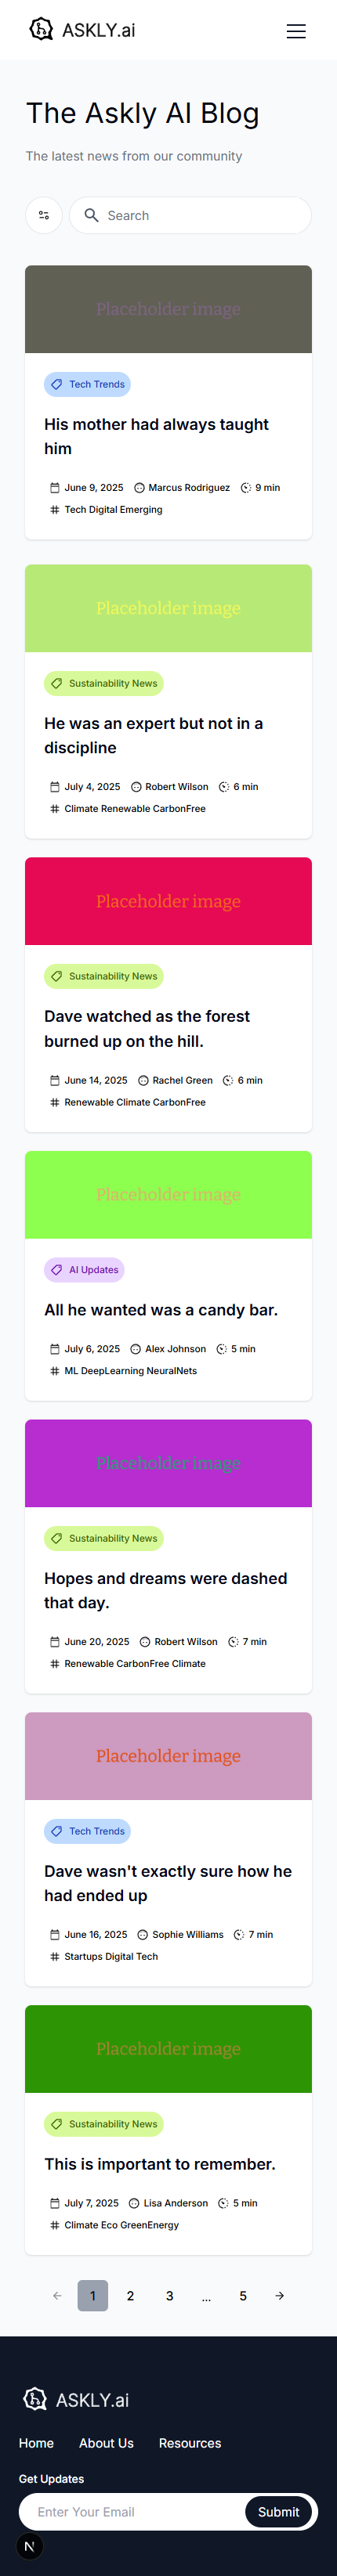 ASKLY.ai
The Askly AI Blog
The latest news from our community
Search
Placeholder image
Tech Trends
His mother had always taught
him
June 9, 2025 Marcus Rodriguez 9 min
Tech Digital Emerging
Placeholder image
Sustainability News
He was an expert but not in a
discipline
July 4, 2025 Robert Wilson 6 min
Climate Renewable CarbonFree
Placeholder image
Sustainability News
Dave watched as the forest
burned up on the hill.
June 14, 2025 Rachel Green 6 min
Renewable Climate CarbonFree
Placeholder image
AI Updates
All he wanted was a candy bar.
July 6, 2025 Alex Johnson 5 min
ML DeepLearning NeuralNets
Placeholder image
Sustainability News
Hopes and dreams were dashed
that day.
June 20, 2025 Robert Wilson 7 min
Renewable CarbonFree Climate
Placeholder image
Tech Trends
Dave wasn't exactly sure how he
had ended up
June 16, 2025 Sophie Williams 7 min
Startups Digital Tech
Placeholder image
Sustainability News
This is important to remember.
July 7, 2025 Lisa Anderson 5 min
Climate Eco GreenEnergy
← 1 2 3 ... 5 →
ASKLY.ai
Home About Us Resources
Get Updates
Enter Your Email Submit
N